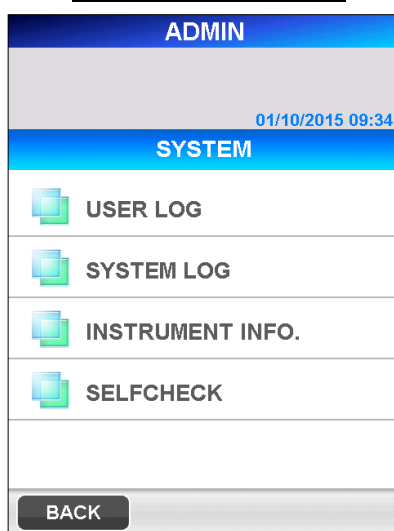 ADMIN
01/10/2015 09:34
SYSTEM
USER LOG
SYSTEM LOG
INSTRUMENT INFO.
SELFCHECK
BACK